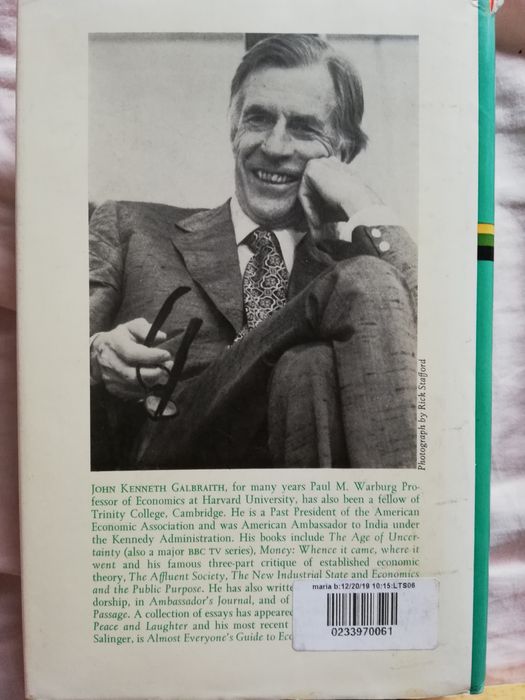 Photograph by Rick Stafford
JOHN KENNETH GALBRAITH, for many years Paul M. Warburg Pro-
fessor of Economics at Harvard University, has also been a fellow of
Trinity College, Cambridge. He is a Past President of the American
Economic Association and was American Ambassador to India under
the Kennedy Administration. His books include The Age of Uncer-
tainty (also a major BBC TV series), Money: Whence it came, where it
went and his famous three-part critique of established economic
theory, The Affluent Society, The New Industrial State and Economics
and the Public Purpose. He has also writte
dorship, in Ambassador's Journal, and of
Passage. A collection of essays has appeared
Peace and Laughter and his most recent
Salinger, is Almost Everyone's Guide to Ec
maria b:12/20/19 10:15:LTS06
0233970061